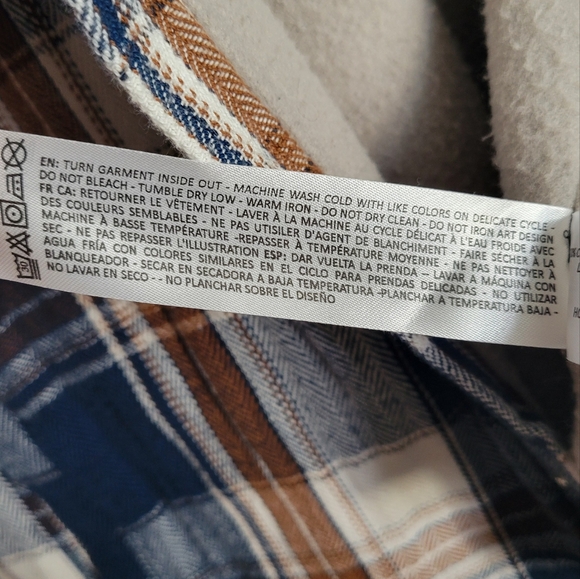 EN: TURN GARMENT INSIDE OUT - MACHINE WASH COLD WITH LIKE COLORS ON DELICATE CYCLE -
DO NOT BLEACH - TUMBLE DRY LOW - WARM IRON - DO NOT DRY CLEAN - DO NOT IRON ART DESIGN
FR CA: RETOURNER LE VÊTEMENT - LAVER À LA MACHINE AU CYCLE DÉLICAT À L'EAU FROIDE AVEC
DES COULEURS SEMBLABLES - NE PAS UTISILER D'AGENT DE BLANCHIMENT - FAIRE SÉCHER À LA
MACHINE À BASSE TEMPÉRATURE -REPASSER À TEMPÉRATURE MOYENNE - NE PAS NETTOYER À
SEC - NE PAS REPASSER L'ILLUSTRATION ESP: DAR VUELTA LA PRENDA – LAVAR A MÁQUINA EN
AGUA FRÍA CON COLORES SIMILARES EN EL CICLO PARA PRENDAS DELICADAS - NO UTILIZAR
BLANQUEADOR - SECAR EN SECADORA A BAJA TEMPERATURA -PLANCHAR A TEMPERATURA BAJA -
NO LAVAR EN SECO - - NO PLANCHAR SOBRE EL DISEÑO